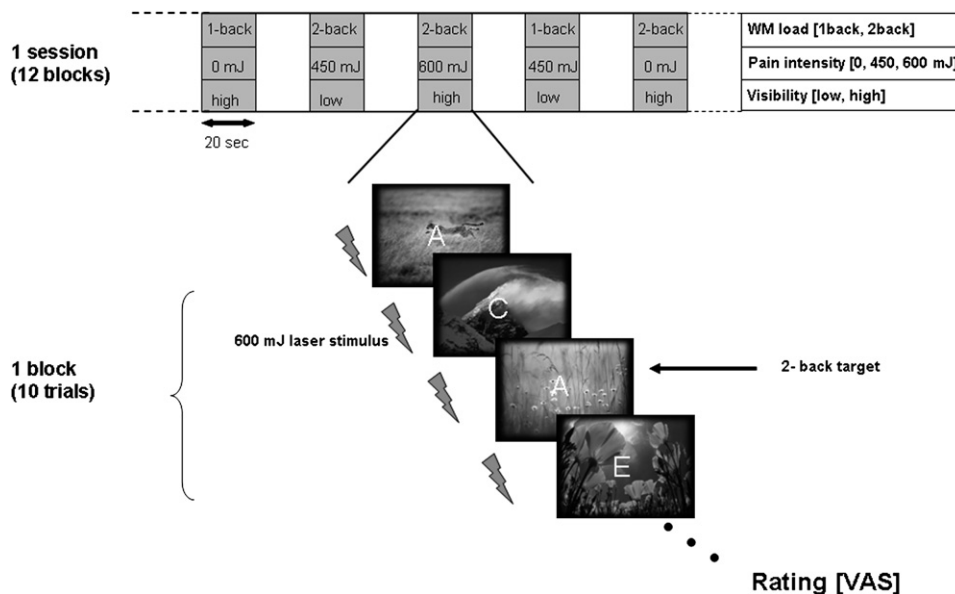 1 session
(12 blocks)
1-back 2-back 2-back 1-back 2-back WM load [1back, 2back]
0 mJ 450 mJ 600 mJ 450 mJ 0 mJ Pain intensity [0, 450, 600 mJ]
high low high low high Visibility [low, high]
20 sec
A
C
600 mJ laser stimulus
1 block
(10 trials)
2- back target
A
E
Rating [VAS]